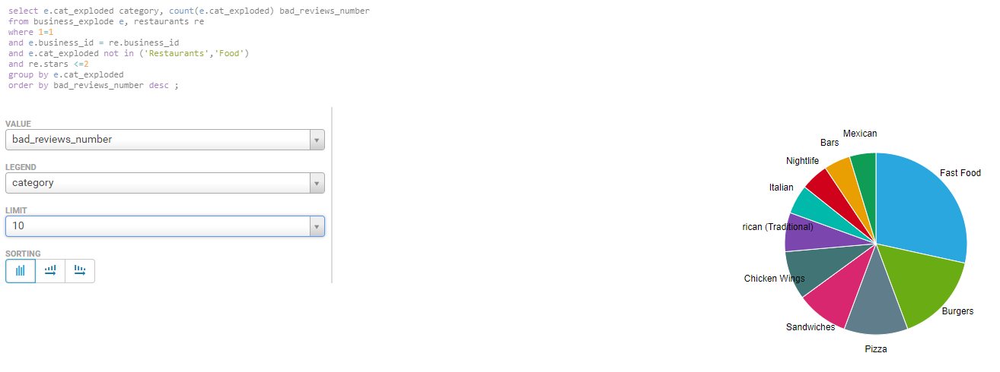 select e.cat_exploded category, count(e.cat_exploded) bad_reviews_number
from business_explode e, restaurants re
where 1=1
and e.business_id = re.business_id
and e.cat_exploded not in ('Restaurants','Food')
and re.stars <=2
group by e.cat_exploded
order by bad_reviews_number desc ;
VALUE
bad_reviews_number
LEGEND
category
LIMIT
10
SORTING
Mexican
Bars
Nightlife
Fast Food
Italian
rican (Traditional)
Chicken Wings
Burgers
Sandwiches
Pizza